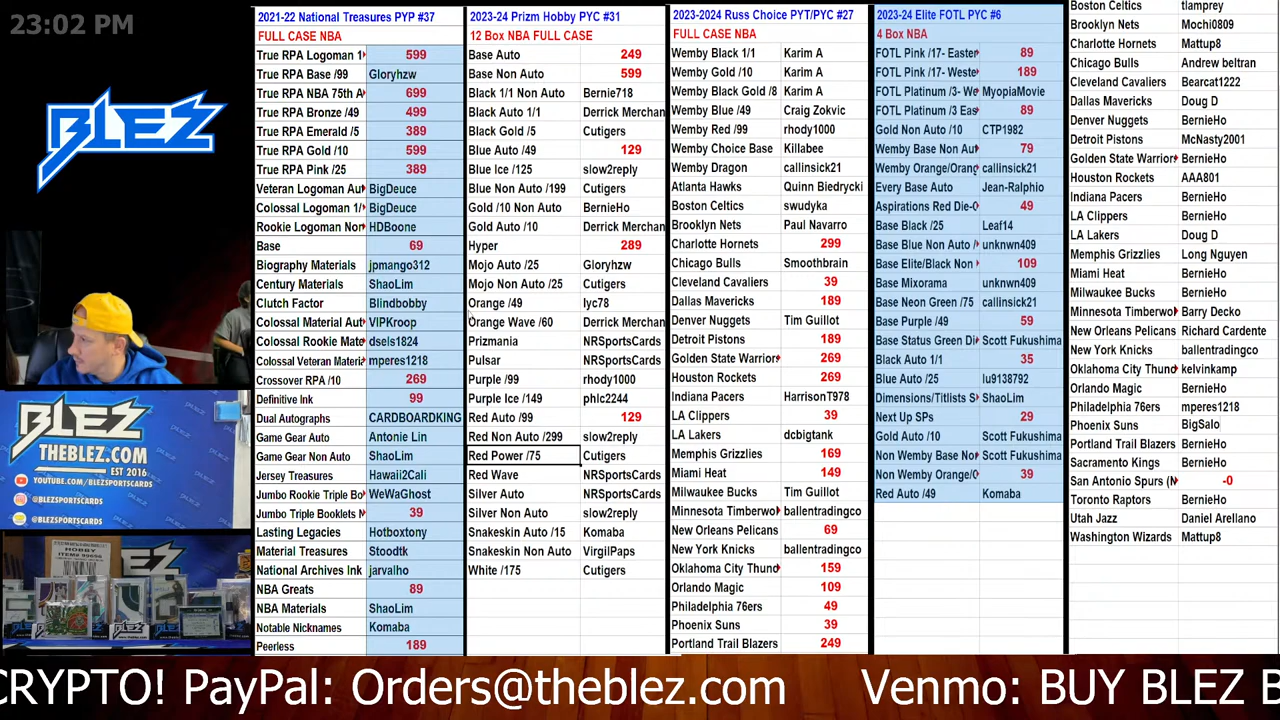 23:02 PM
BLEZ
BLEZ
THEBLEZ.COM
EST 2016
YOUTUBE.COM/BLEZSPORTSCARDS
@BLEZSPORTSCARDS
@BLEZSPORTSCARDS
HOBBY
2021-22 National Treasures PYP #37
FULL CASE NBA
True RPA Logoman 1 599
True RPA Base /99 Gloryhzw
True RPA NBA 75th A 699
True RPA Bronze /49 499
True RPA Emerald /5 389
True RPA Gold /10 599
True RPA Pink /25 389
Veteran Logoman Au BigDeuce
Colossal Logoman 1/ BigDeuce
Rookie Logoman Nor HDBoone
Base 69
Biography Materials jpmango312
Century Materials ShaoLim
Clutch Factor Blindbobby
Colossal Material Aut VIPKroop
Colossal Rookie Mate dsels1824
Colossal Veteran Materi mperes1218
Crossover RPA /10 269
Definitive Ink 99
Dual Autographs CARDBOARDKING
Game Gear Auto Antonie Lin
Game Gear Non Auto ShaoLim
Jersey Treasures Hawaii2Cali
Jumbo Rookie Triple Bo WeWaGhost
Jumbo Triple Booklets N 39
Lasting Legacies Hotboxtony
Material Treasures Stoodtk
National Archives Ink jarvalho
NBA Greats 89
NBA Materials ShaoLim
Notable Nicknames Komaba
Peerless 189
2023-24 Prizm Hobby PYC #31
12 Box NBA FULL CASE
Base Auto 249
Base Non Auto 599
Black 1/1 Non Auto Bernie718
Black Auto 1/1 Derrick Merchan
Black Gold /5 Cutigers
Blue Auto /49 129
Blue Ice /125 slow2reply
Blue Non Auto /199 Cutigers
Gold /10 Non Auto BernieHo
Gold Auto /10 Derrick Merchan
Hyper 289
Mojo Auto /25 Gloryhzw
Mojo Non Auto /25 Cutigers
Orange /49 lyc78
Orange Wave /60 Derrick Merchan
Prizmania NRSportsCards
Pulsar NRSportsCards
Purple /99 rhody1000
Purple Ice /149 phlc2244
Red Auto /99 129
Red Non Auto /299 slow2reply
Red Power /75 Cutigers
Red Wave NRSportsCards
Silver Auto NRSportsCards
Silver Non Auto slow2reply
Snakeskin Auto /15 Komaba
Snakeskin Non Auto VirgilPaps
White /175 Cutigers
2023-2024 Russ Choice PYT/PYC #27
FULL CASE NBA
Wemby Black 1/1 Karim A
Wemby Gold /10 Karim A
Wemby Black Gold /8 Karim A
Wemby Blue /49 Craig Zokvic
Wemby Red /99 rhody1000
Wemby Choice Base Killabee
Wemby Dragon callinsick21
Atlanta Hawks Quinn Biedrycki
Boston Celtics swudyka
Brooklyn Nets Paul Navarro
Charlotte Hornets 299
Chicago Bulls Smoothbrain
Cleveland Cavaliers 39
Dallas Mavericks 189
Denver Nuggets Tim Guillot
Detroit Pistons 189
Golden State Warrior 269
Houston Rockets 269
Indiana Pacers HarrisonT978
LA Clippers 39
LA Lakers dcbigtank
Memphis Grizzlies 169
Miami Heat 149
Milwaukee Bucks Tim Guillot
Minnesota Timberwo ballentradingco
New Orleans Pelicans 69
New York Knicks ballentradingco
Oklahoma City Thund 159
Orlando Magic 109
Philadelphia 76ers 49
Phoenix Suns 39
Portland Trail Blazers 249
2023-24 Elite FOTL PYC #6
4 Box NBA
FOTL Pink /17- Easter 89
FOTL Pink /17- Weste 189
FOTL Platinum /3- We MyopiaMovie
FOTL Platinum /3 Eas 89
Gold Non Auto /10 CTP1982
Wemby Base Non Aut 79
Wemby Orange/Orang callinsick21
Every Base Auto Jean-Ralphio
Aspirations Red Die-C 49
Base Black /25 Leaf14
Base Blue Non Auto / unknwn409
Base Elite/Black Non 109
Base Mixorama unknwn409
Base Neon Green /75 callinsick21
Base Purple /49 59
Base Status Green Di Scott Fukushima
Black Auto 1/1 35
Blue Auto /25 lu9138792
Dimensions/Titlists S ShaoLim
Next Up SPs 29
Gold Auto /10 Scott Fukushima
Non Wemby Base No Scott Fukushima
Non Wemby Orange/O 39
Red Auto /49 Komaba
Boston Celtics tlamprey
Brooklyn Nets Mochi0809
Charlotte Hornets Mattup8
Chicago Bulls Andrew beltran
Cleveland Cavaliers Bearcat1222
Dallas Mavericks Doug D
Denver Nuggets BernieHo
Detroit Pistons McNasty2001
Golden State Warrior BernieHo
Houston Rockets AAA801
Indiana Pacers BernieHo
LA Clippers BernieHo
LA Lakers Doug D
Memphis Grizzlies Long Nguyen
Miami Heat BernieHo
Milwaukee Bucks BernieHo
Minnesota Timberwo Barry Decko
New Orleans Pelicans Richard Cardente
New York Knicks ballentradingco
Oklahoma City Thund kelvinkamp
Orlando Magic BernieHo
Philadelphia 76ers mperes1218
Phoenix Suns BigSalo
Portland Trail Blazers BernieHo
Sacramento Kings BernieHo
San Antonio Spurs (N -0
Toronto Raptors BernieHo
Utah Jazz Daniel Arellano
Washington Wizards Mattup8
CRYPTO! PayPal: Orders@theblez.com Venmo: BUY BLEZ B